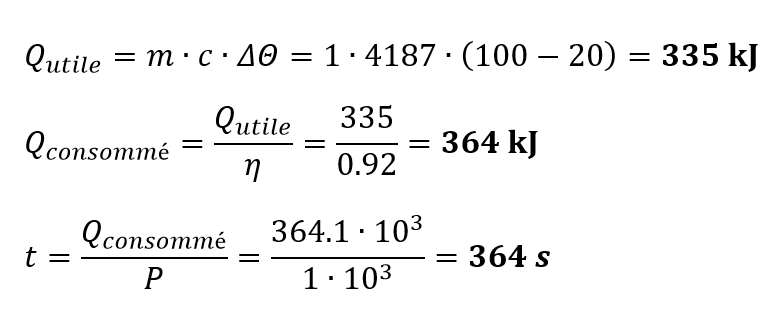 Q_utile = m · c · ΔΘ = 1 · 4187 · (100 − 20) = 335 kJ
Q_consommé = Q_utile / η = 335 / 0.92 = 364 kJ
t = Q_consommé / P = 364.1 · 10³ / 1 · 10³ = 364 s